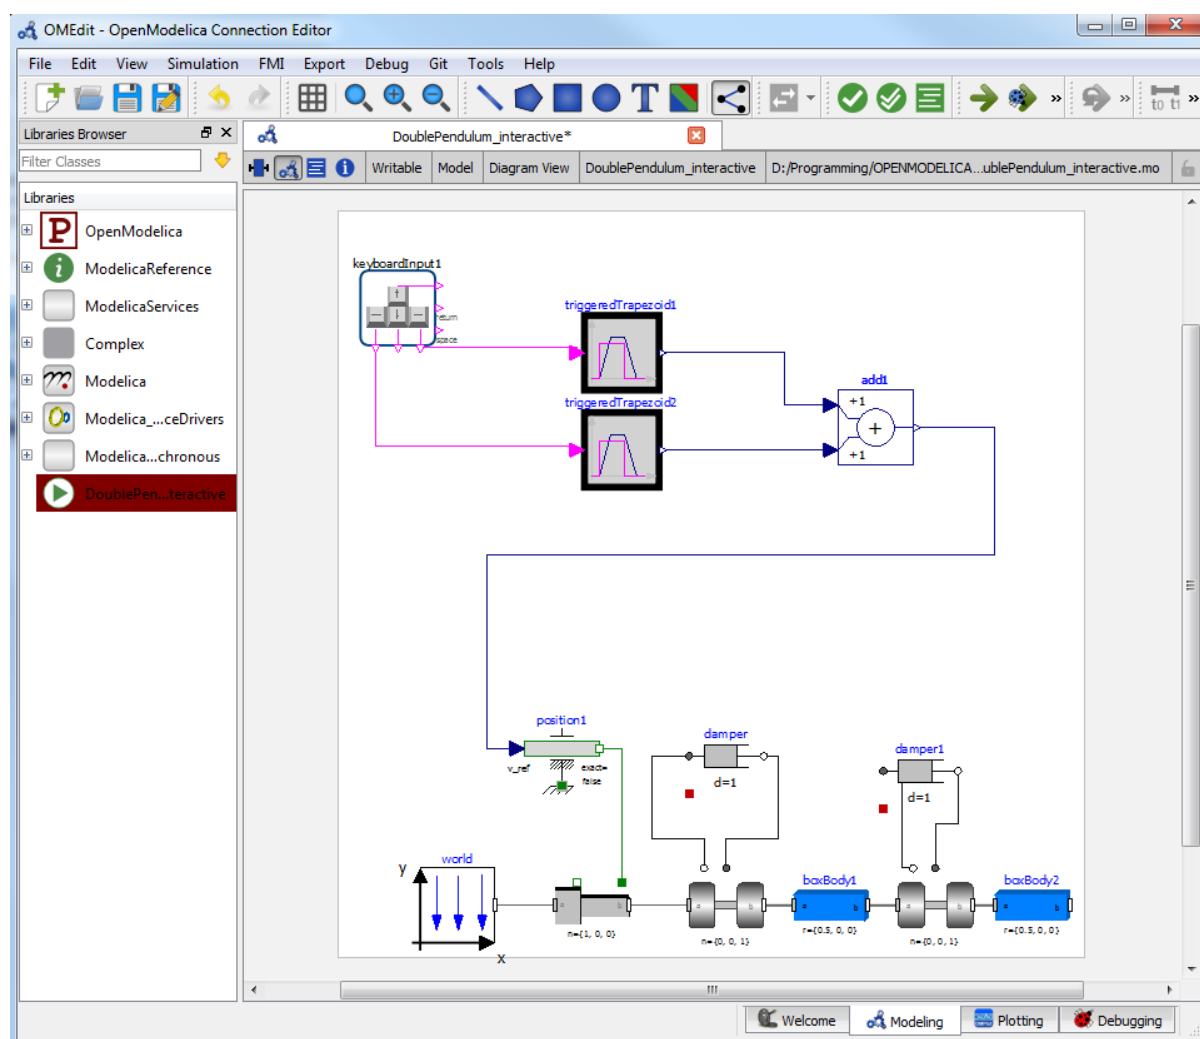 OMEdit - OpenModelica Connection Editor
File Edit View Simulation FMI Export Debug Git Tools Help
T » » t0 t1 »
Libraries Browser
DoublePendulum_interactive*
Filter Classes
Writable Model Diagram View DoublePendulum_interactive D:/Programming/OPENMODELICA...ublePendulum_interactive.mo
Libraries
P OpenModelica
i ModelicaReference
ModelicaServices
Complex
Modelica
Modelica_...ceDrivers
Modelica...chronous
DoublePen...teractive
keyboardInput1
return
space
triggeredTrapezoid1
triggeredTrapezoid2
add1
+1
+
+1
position1
v_ref
exact=
false
damper
d=1
damper1
d=1
world
y
x
a b
n={1, 0, 0}
a b
n={0, 0, 1}
boxBody1
a b
r={0.5, 0, 0}
a b
n={0, 0, 1}
boxBody2
a b
r={0.5, 0, 0}
Welcome Modeling Plotting Debugging